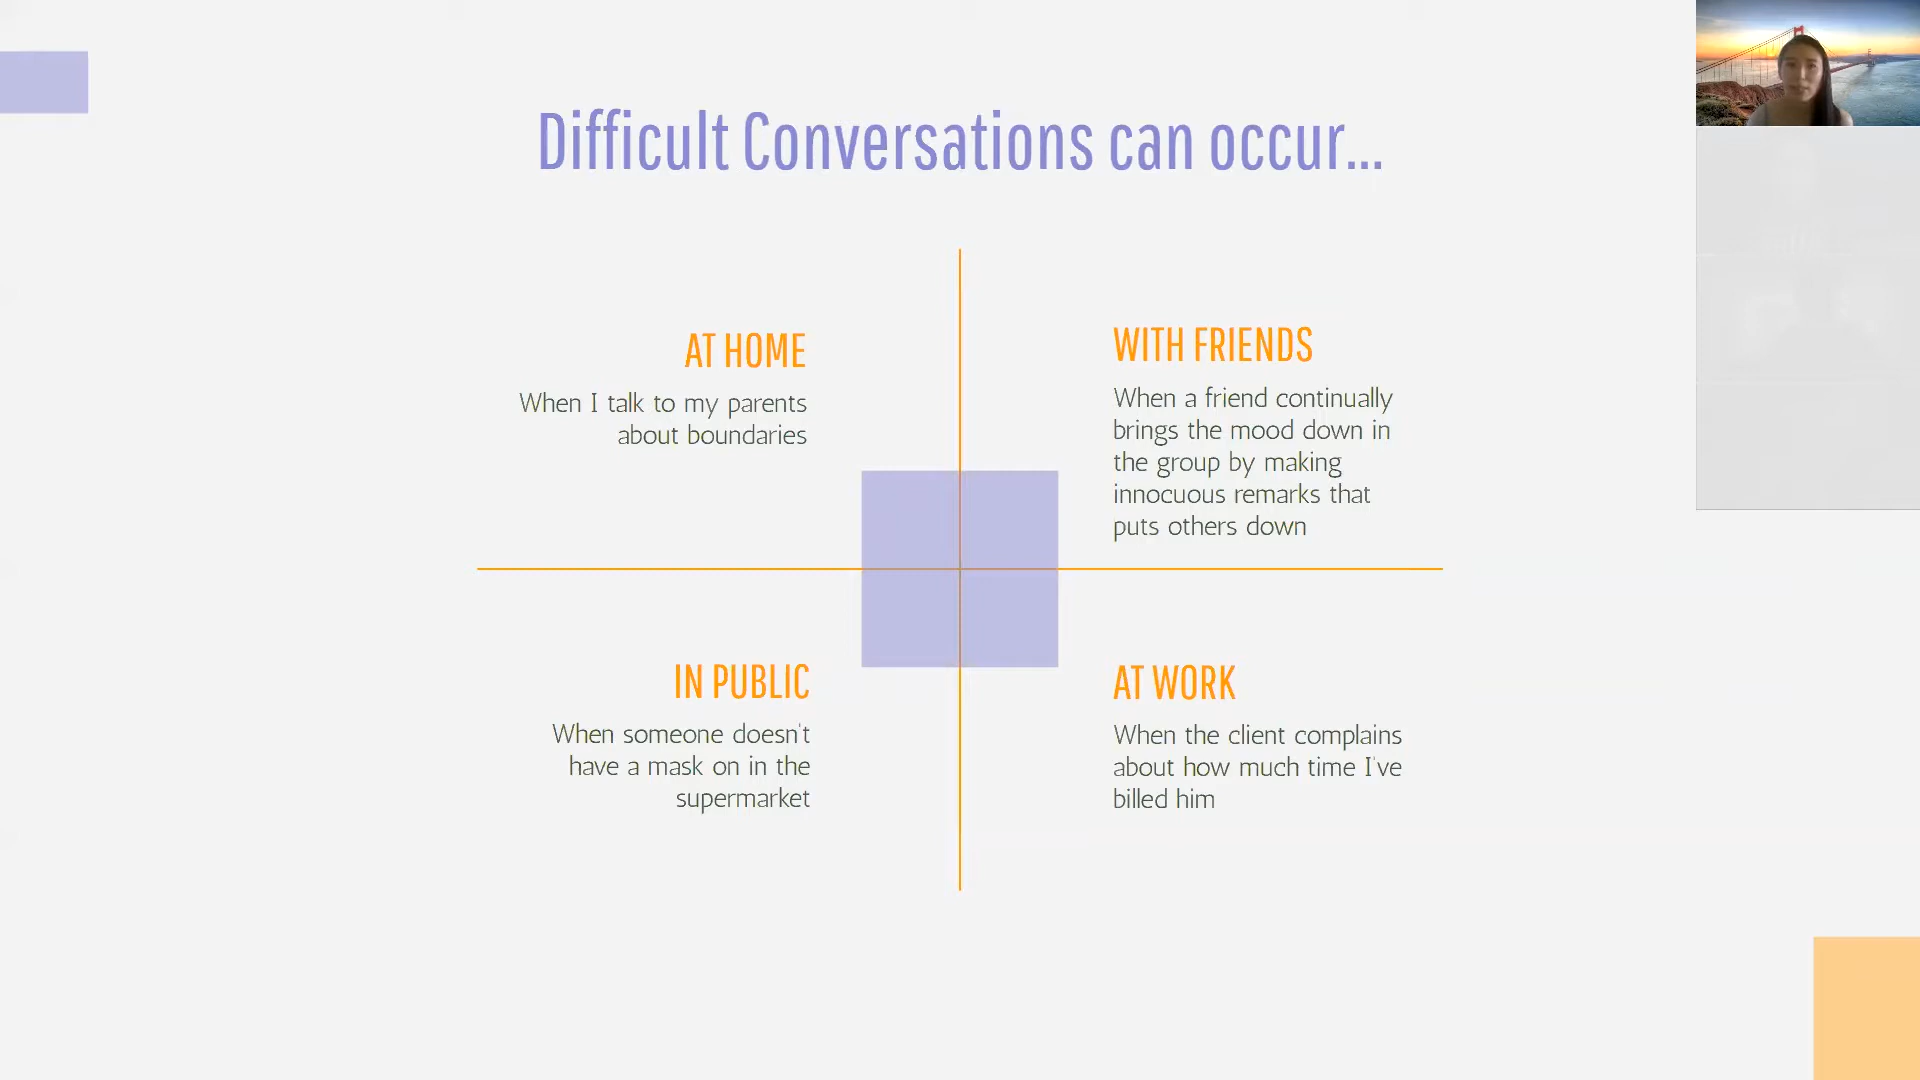 Difficult Conversations can occur...
AT HOME
When I talk to my parents
about boundaries
WITH FRIENDS
When a friend continually
brings the mood down in
the group by making
innocuous remarks that
puts others down
IN PUBLIC
When someone doesn't
have a mask on in the
supermarket
AT WORK
When the client complains
about how much time I've
billed him